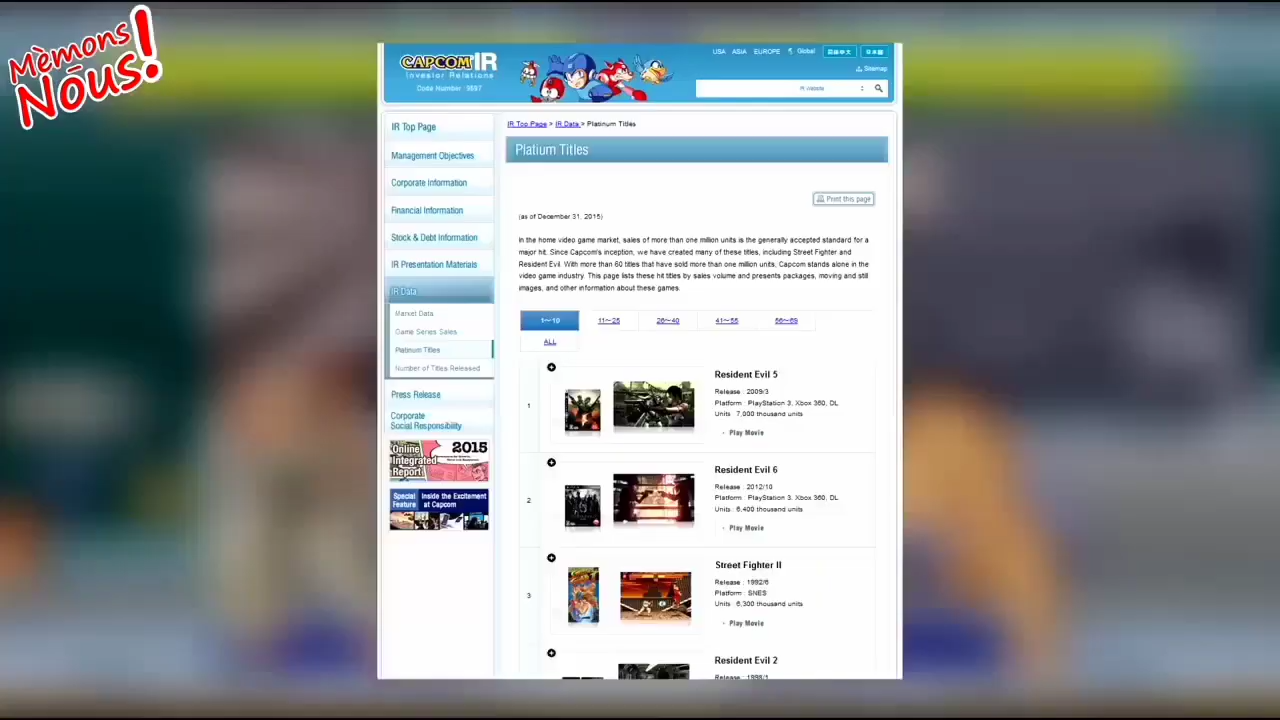 Mèmons
Nōus!
CAPCOM IR
Investor Relations
Code Number :9697
USA ASIA EUROPE Global 日本語
Sitemap
IR Top Page
Management Objectives
Corporate Information
Financial Information
Stock & Debt Information
IR Presentation Materials
IR Data
Market Data
Game Series Sales
Platinum Titles
Number of Titles Released
Press Release
Corporate
Social Responsibility
Online
Integrated
Report
2015
Special
Feature
Inside the Excitement
at Capcom
IR Top Page > IR Data > Platinum Titles
Platium Titles
Print this page
(as of December 31, 2015)
In the home video game market, sales of more than one million units is the generally accepted standard for a
major hit. Since Capcom's inception, we have created many of these titles, including Street Fighter and
Resident Evil. With more than 60 titles that have sold more than one million units, Capcom stands alone in the
video game industry. This page lists these hit titles by sales volume and presents packages, moving and still
images, and other information about these games.
1～10 11～25 26～40 41～55 56～69
ALL
1
Resident Evil 5
Release : 2009/3
Platform : PlayStation 3, Xbox 360, DL
Units : 7,000 thousand units
Play Movie
2
Resident Evil 6
Release : 2012/10
Platform : PlayStation 3, Xbox 360, DL
Units : 6,400 thousand units
Play Movie
3
Street Fighter II
Release : 1992/6
Platform : SNES
Units : 6,300 thousand units
Play Movie
Resident Evil 2
Release : 1998/1